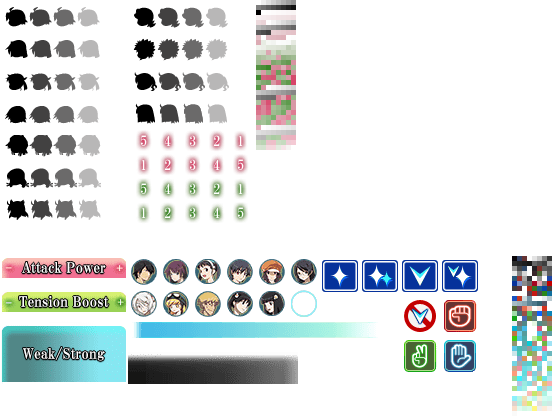 5 4 3 2 1
1 2 3 4 5
5 4 3 2 1
1 2 3 4 5
- Attack Power +
- Tension Boost +
Weak/Strong